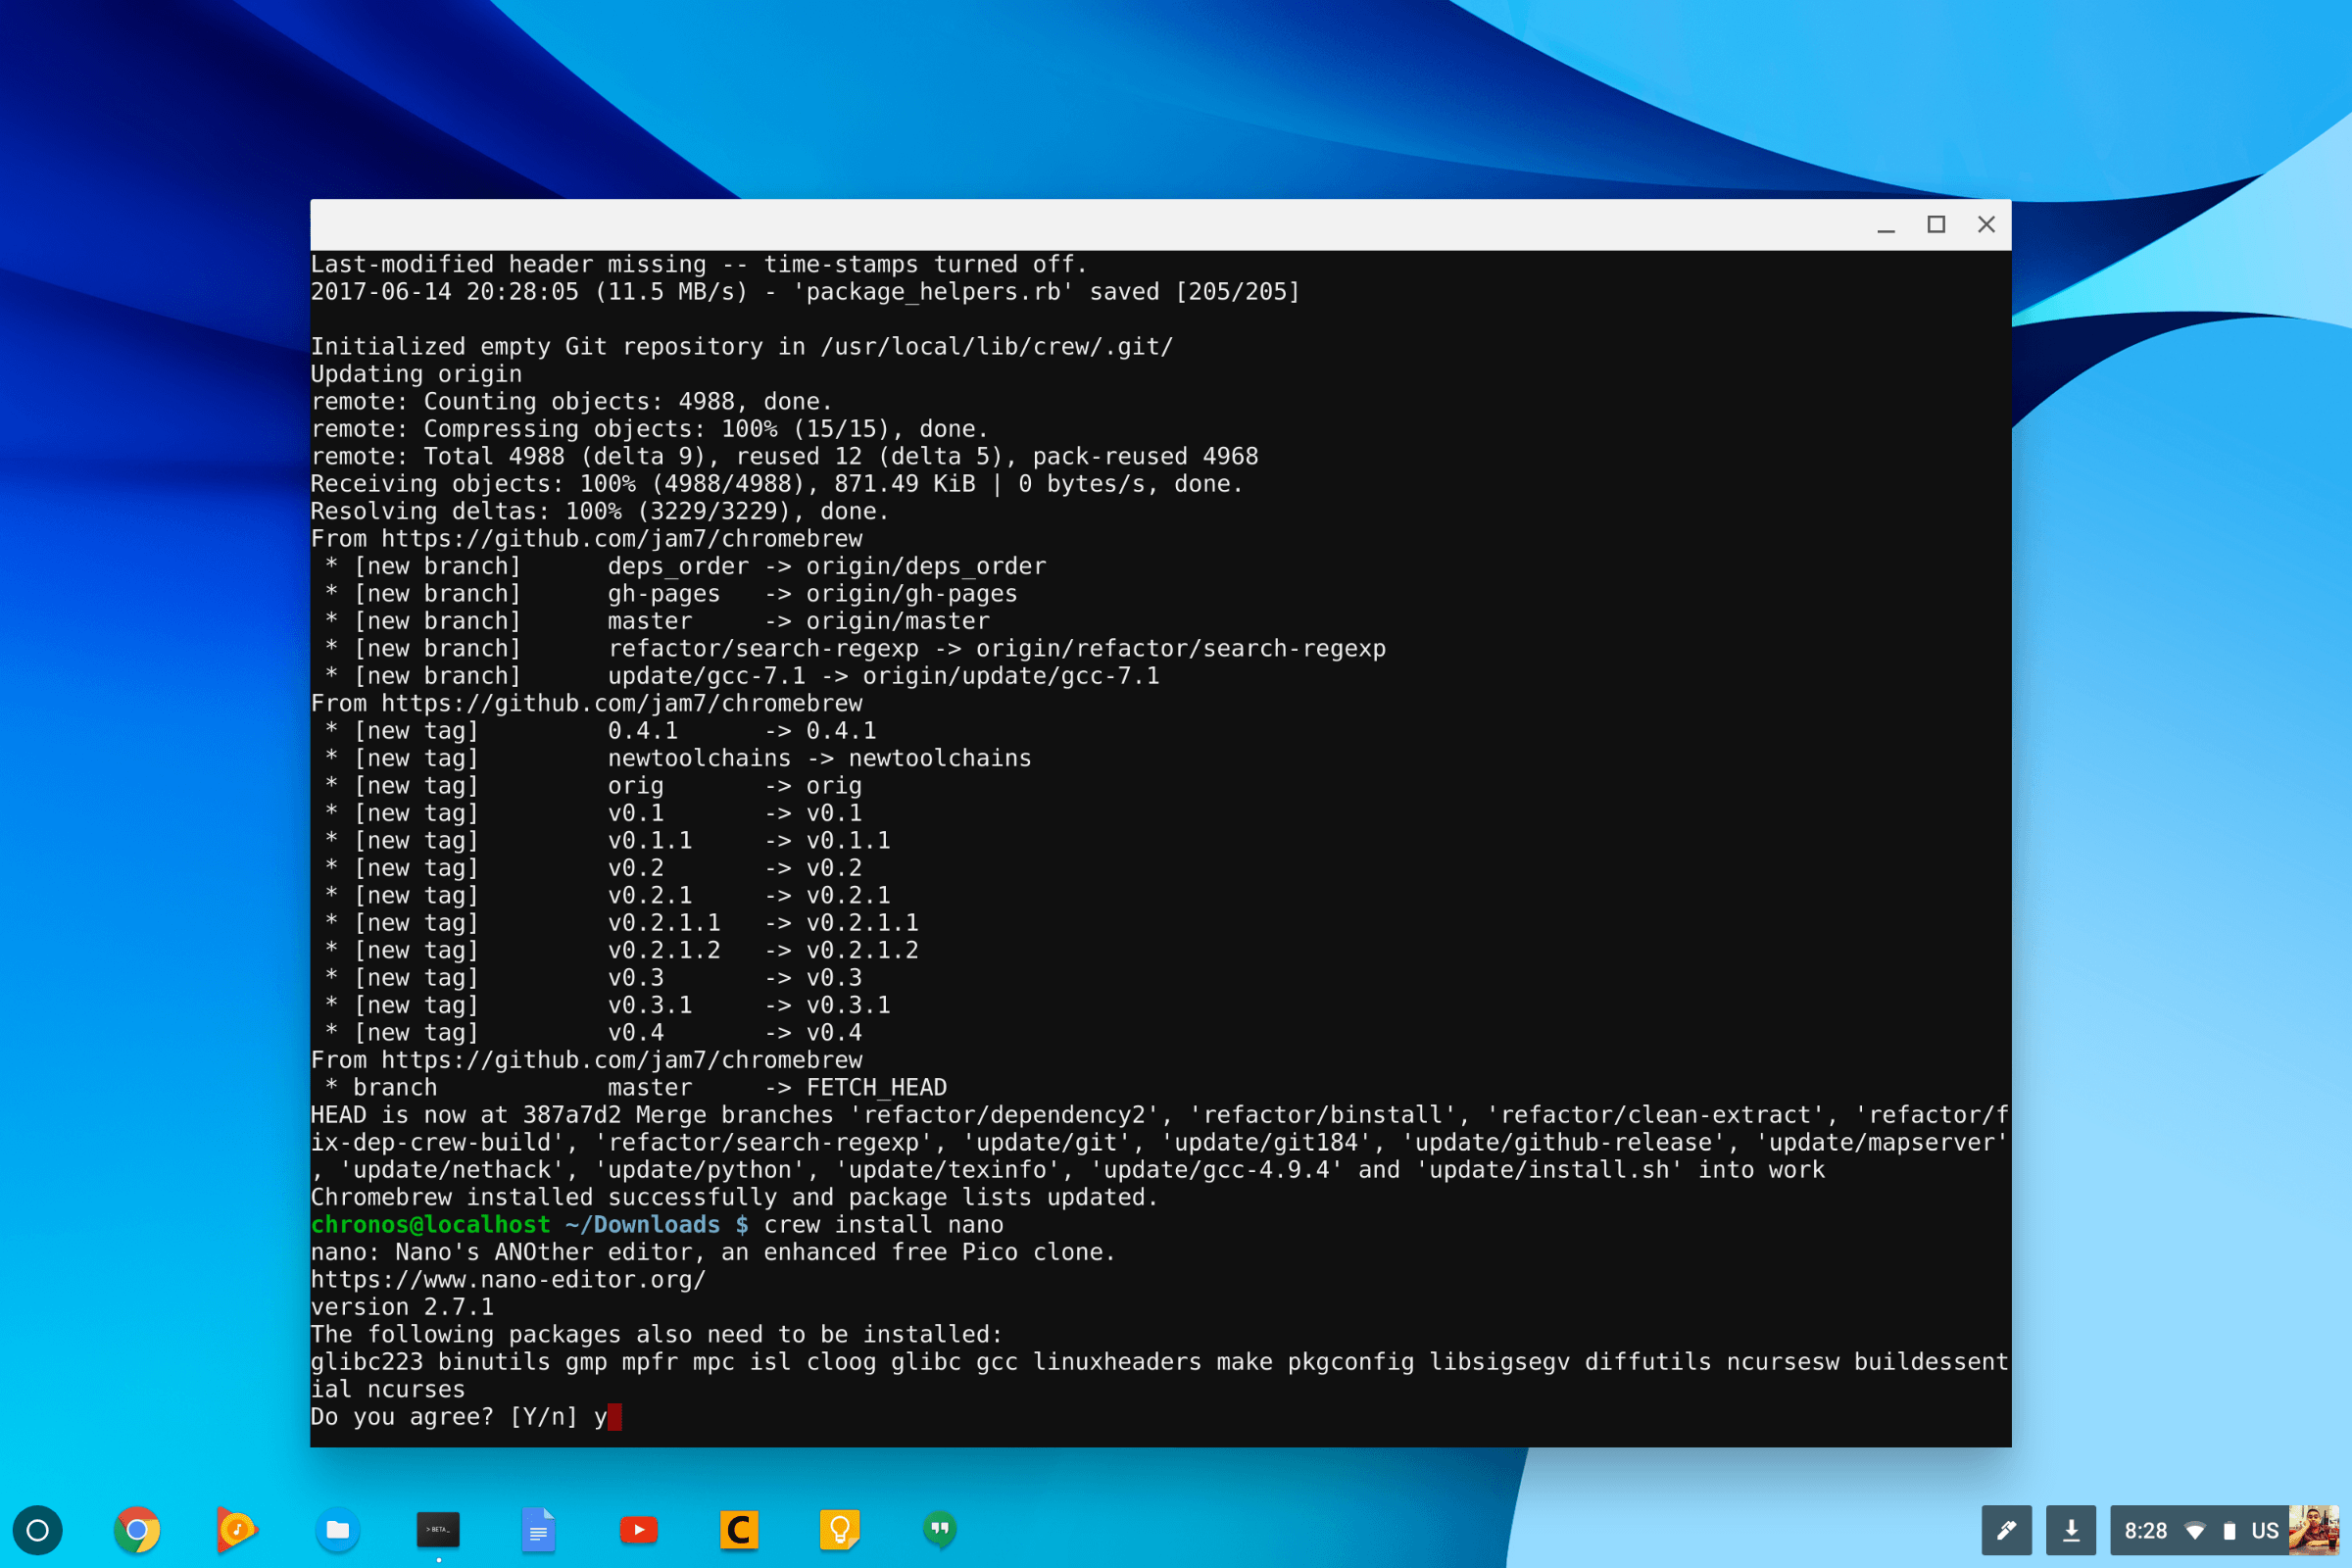 Last-modified header missing -- time-stamps turned off.
2017-06-14 20:28:05 (11.5 MB/s) - 'package_helpers.rb' saved [205/205]
Initialized empty Git repository in /usr/local/lib/crew/.git/
Updating origin
remote: Counting objects: 4988, done.
remote: Compressing objects: 100% (15/15), done.
remote: Total 4988 (delta 9), reused 12 (delta 5), pack-reused 4968
Receiving objects: 100% (4988/4988), 871.49 KiB | 0 bytes/s, done.
Resolving deltas: 100% (3229/3229), done.
From https://github.com/jam7/chromebrew
 * [new branch]      deps_order -> origin/deps_order
 * [new branch]      gh-pages   -> origin/gh-pages
 * [new branch]      master     -> origin/master
 * [new branch]      refactor/search-regexp -> origin/refactor/search-regexp
 * [new branch]      update/gcc-7.1 -> origin/update/gcc-7.1
From https://github.com/jam7/chromebrew
 * [new tag]         0.4.1      -> 0.4.1
 * [new tag]         newtoolchains -> newtoolchains
 * [new tag]         orig       -> orig
 * [new tag]         v0.1       -> v0.1
 * [new tag]         v0.1.1     -> v0.1.1
 * [new tag]         v0.2       -> v0.2
 * [new tag]         v0.2.1     -> v0.2.1
 * [new tag]         v0.2.1.1   -> v0.2.1.1
 * [new tag]         v0.2.1.2   -> v0.2.1.2
 * [new tag]         v0.3       -> v0.3
 * [new tag]         v0.3.1     -> v0.3.1
 * [new tag]         v0.4       -> v0.4
From https://github.com/jam7/chromebrew
 * branch            master     -> FETCH_HEAD
HEAD is now at 387a7d2 Merge branches 'refactor/dependency2', 'refactor/binstall', 'refactor/clean-extract', 'refactor/f
ix-dep-crew-build', 'refactor/search-regexp', 'update/git', 'update/git184', 'update/github-release', 'update/mapserver'
, 'update/nethack', 'update/python', 'update/texinfo', 'update/gcc-4.9.4' and 'update/install.sh' into work
Chromebrew installed successfully and package lists updated.
chronos@localhost ~/Downloads $ crew install nano
nano: Nano's ANOther editor, an enhanced free Pico clone.
https://www.nano-editor.org/
version 2.7.1
The following packages also need to be installed:
glibc223 binutils gmp mpfr mpc isl cloog glibc gcc linuxheaders make pkgconfig libsigsegv diffutils ncursesw buildessent
ial ncurses
Do you agree? [Y/n] y
>BETA_
C
8:28 US